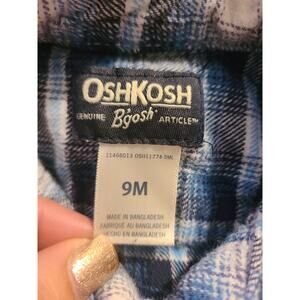 OSHKOSH
GENUINE B'gosh ARTICLE™
9M
MADE IN BANGLADESH
FABRIQUÉ AU BANGLADESH
HECHO EN BANGLADESH